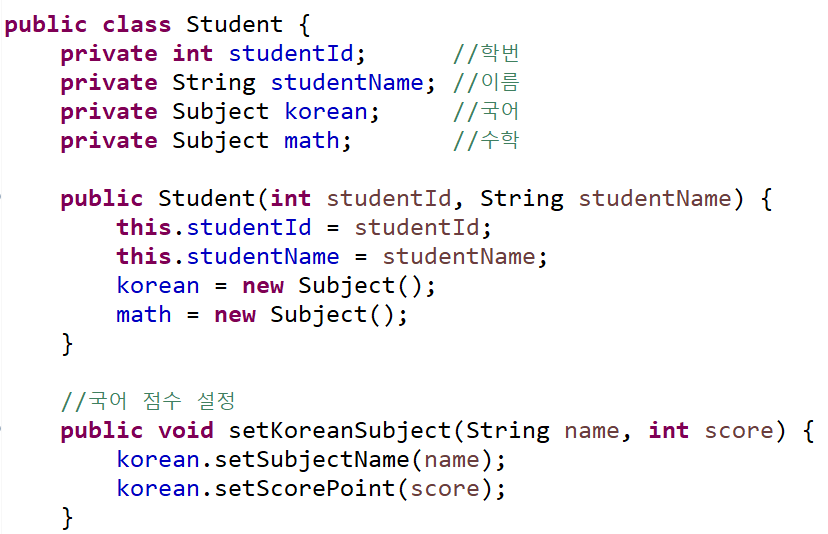 public class Student {
    private int studentId;      //학번
    private String studentName; //이름
    private Subject korean;     //국어
    private Subject math;       //수학

    public Student(int studentId, String studentName) {
        this.studentId = studentId;
        this.studentName = studentName;
        korean = new Subject();
        math = new Subject();
    }

    //국어 점수 설정
    public void setKoreanSubject(String name, int score) {
        korean.setSubjectName(name);
        korean.setScorePoint(score);
    }